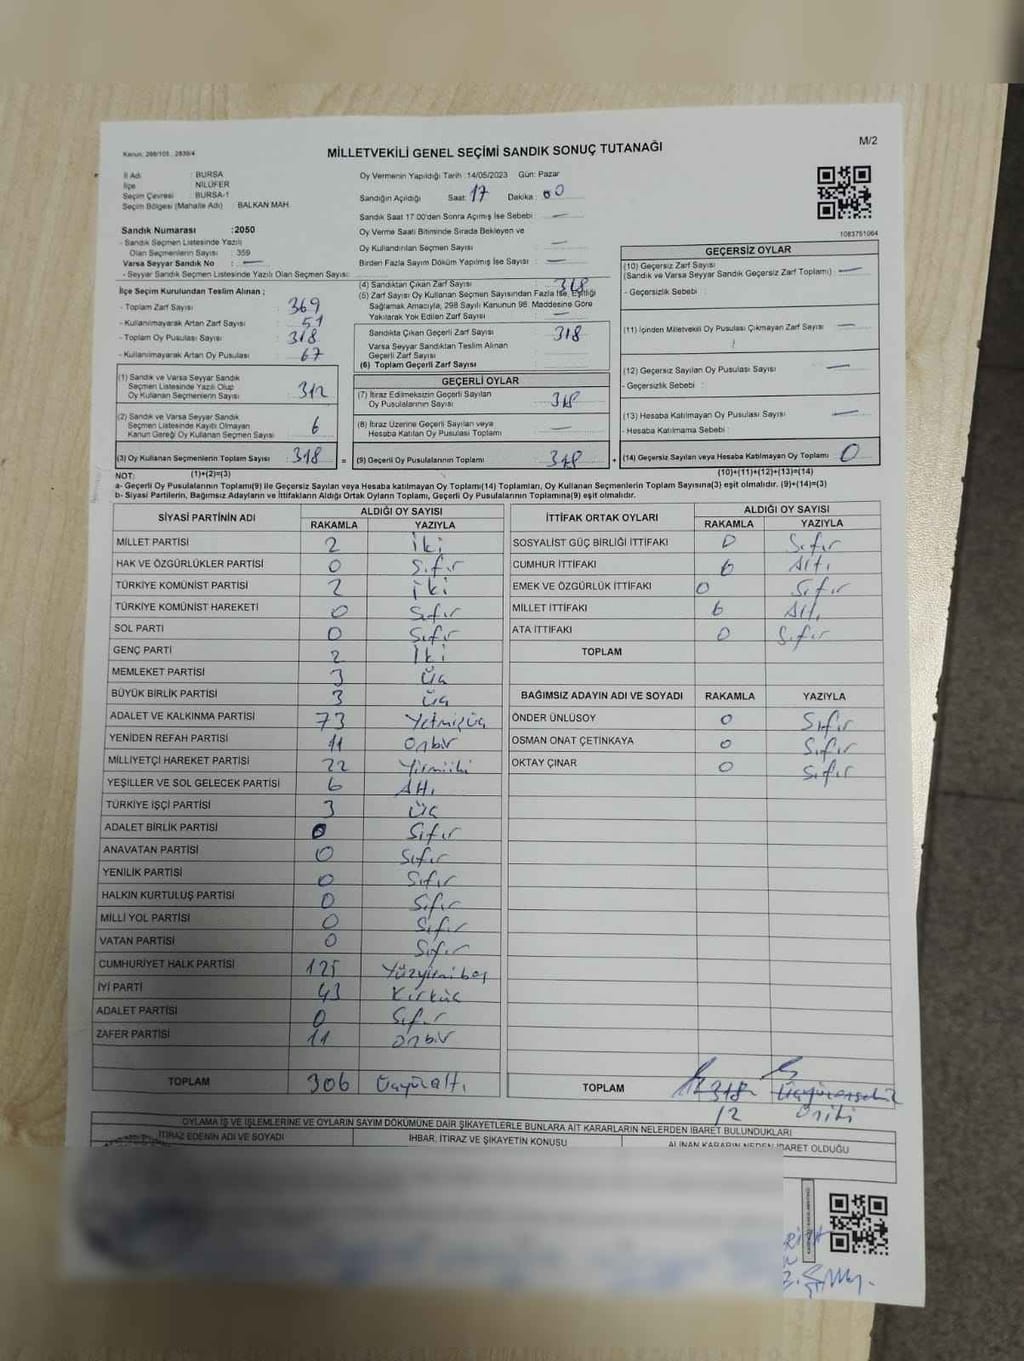 Kanun: 298/105 , 2839/4
M/2
MİLLETVEKİLİ GENEL SEÇİMİ SANDIK SONUÇ TUTANAĞI
İl Adı : BURSA
İlçe : NİLÜFER
Seçim Çevresi : BURSA-1
Seçim Bölgesi (Mahalle Adı) : BALKAN MAH.
Oy Vermenin Yapıldığı Tarih :14/05/2023 Gün: Pazar
Sandığın Açıldığı Saat: 17 Dakika : 00
Sandık Saat 17:00'den Sonra Açımış İse Sebebi : —
Oy Verme Saati Bitiminde Sırada Bekleyen ve
Oy Kullandırılan Seçmen Sayısı : —
Birden Fazla Sayım Döküm Yapılmış İse Sayısı : —
1083751064
Sandık Numarası :2050
- Sandık Seçmen Listesinde Yazılı
Olan Seçmenlerin Sayısı : 359
Varsa Seyyar Sandık No : —
- Seyyar Sandık Seçmen Listesinde Yazılı Olan Seçmen Sayısı:
İlçe Seçim Kurulundan Teslim Alınan ;
- Toplam Zarf Sayısı : 369
- Kullanılmayarak Artan Zarf Sayısı : 51
- Toplam Oy Pusulası Sayısı : 318
- Kullanılmayarak Artan Oy Pusulası : 67
(1) Sandık ve Varsa Seyyar Sandık
Seçmen Listesinde Yazılı Olup
Oy Kullanan Seçmenlerin Sayısı : 312
(2) Sandık ve Varsa Seyyar Sandık
Seçmen Listesinde Kayıtlı Olmayan
Kanun Gereği Oy Kullanan Seçmen Sayısı : 6
(3) Oy Kullanan Seçmenlerin Toplam Sayısı : 318 =
(4) Sandıktan Çıkan Zarf Sayısı : 318
(5) Zarf Sayısı Oy Kullanan Seçmen Sayısından Fazla İse, Eşitliği
Sağlamak Amacıyla, 298 Sayılı Kanunun 98. Maddesine Göre
Yakılarak Yok Edilen Zarf Sayısı : —
Sandıkta Çıkan Geçerli Zarf Sayısı : 318
Varsa Seyyar Sandıktan Teslim Alınan
Geçerli Zarf Sayısı :
(6) Toplam Geçerli Zarf Sayısı :
GEÇERLİ OYLAR
(7) İtiraz Edilmeksizin Geçerli Sayılan
Oy Pusulalarının Sayısı : 318
(8) İtiraz Üzerine Geçerli Sayılan veya
Hesaba Katılan Oy Pusulası Toplamı : —
(9) Geçerli Oy Pusulalarının Toplamı : 318 +
GEÇERSİZ OYLAR
(10) Geçersiz Zarf Sayısı
(Sandık ve Varsa Seyyar Sandık Geçersiz Zarf Toplamı) : —
- Geçersizlik Sebebi :
(11) İçinden Milletvekili Oy Pusulası Çıkmayan Zarf Sayısı : —
(12) Geçersiz Sayılan Oy Pusulası Sayısı : —
- Geçersizlik Sebebi :
(13) Hesaba Katılmayan Oy Pusulası Sayısı : —
- Hesaba Katılmama Sebebi :
(14) Geçersiz Sayılan veya Hesaba Katılmayan Oy Toplamı : 0
NOT: (1)+(2)=(3)
(10)+(11)+(12)+(13)=(14)
a- Geçerli Oy Pusulalarının Toplamı(9) ile Geçersiz Sayılan veya Hesaba katılmayan Oy Toplamı(14) Toplamları, Oy Kullanan Seçmenlerin Toplam Sayısına(3) eşit olmalıdır. (9)+(14)=(3)
b- Siyasi Partilerin, Bağımsız Adayların ve İttifakların Aldığı Ortak Oyların Toplamı, Geçerli Oy Pusulalarının Toplamına(9) eşit olmalıdır.
SİYASİ PARTİNİN ADI ALDIĞI OY SAYISI
RAKAMLA YAZIYLA
MİLLET PARTİSİ 2 İki
HAK VE ÖZGÜRLÜKLER PARTİSİ 0 Sıfır
TÜRKİYE KOMÜNİST PARTİSİ 2 İki
TÜRKİYE KOMÜNİST HAREKETİ 0 Sıfır
SOL PARTİ 0 Sıfır
GENÇ PARTİ 2 İki
MEMLEKET PARTİSİ 3 Üç
BÜYÜK BİRLİK PARTİSİ 3 Üç
ADALET VE KALKINMA PARTİSİ 73 Yetmişüç
YENİDEN REFAH PARTİSİ 11 Onbir
MİLLİYETÇİ HAREKET PARTİSİ 22 Yirmiiki
YEŞİLLER VE SOL GELECEK PARTİSİ 6 Altı
TÜRKİYE İŞÇİ PARTİSİ 3 Üç
ADALET BİRLİK PARTİSİ 0 Sıfır
ANAVATAN PARTİSİ 0 Sıfır
YENİLİK PARTİSİ 0 Sıfır
HALKIN KURTULUŞ PARTİSİ 0 Sıfır
MİLLİ YOL PARTİSİ 0 Sıfır
VATAN PARTİSİ 0 Sıfır
CUMHURİYET HALK PARTİSİ 125 Yüzyirmibeş
İYİ PARTİ 43 Kırküç
ADALET PARTİSİ 0 Sıfır
ZAFER PARTİSİ 11 Onbir
TOPLAM 306 Üçyüzaltı
İTTİFAK ORTAK OYLARI ALDIĞI OY SAYISI
RAKAMLA YAZIYLA
SOSYALİST GÜÇ BİRLİĞİ İTTİFAKI 0 Sıfır
CUMHUR İTTİFAKI 6 Altı
EMEK VE ÖZGÜRLÜK İTTİFAKI 0 Sıfır
MİLLET İTTİFAKI 6 Altı
ATA İTTİFAKI 0 Sıfır
TOPLAM
BAĞIMSIZ ADAYIN ADI VE SOYADI RAKAMLA YAZIYLA
ÖNDER ÜNLÜSOY 0 Sıfır
OSMAN ONAT ÇETİNKAYA 0 Sıfır
OKTAY ÇINAR 0 Sıfır
TOPLAM 318 Üçyüzonsekiz
12 Oniki
OYLAMA İŞ VE İŞLEMLERİNE VE OYLARIN SAYIM DÖKÜMÜNE DAİR ŞİKAYETLERLE BUNLARA AİT KARARLARIN NELERDEN İBARET BULUNDUKLARI
İTİRAZ EDENİN ADI VE SOYADI İHBAR, İTİRAZ VE ŞİKAYETİN KONUSU ALINAN KARARIN NEDEN İBARET OLDUĞU